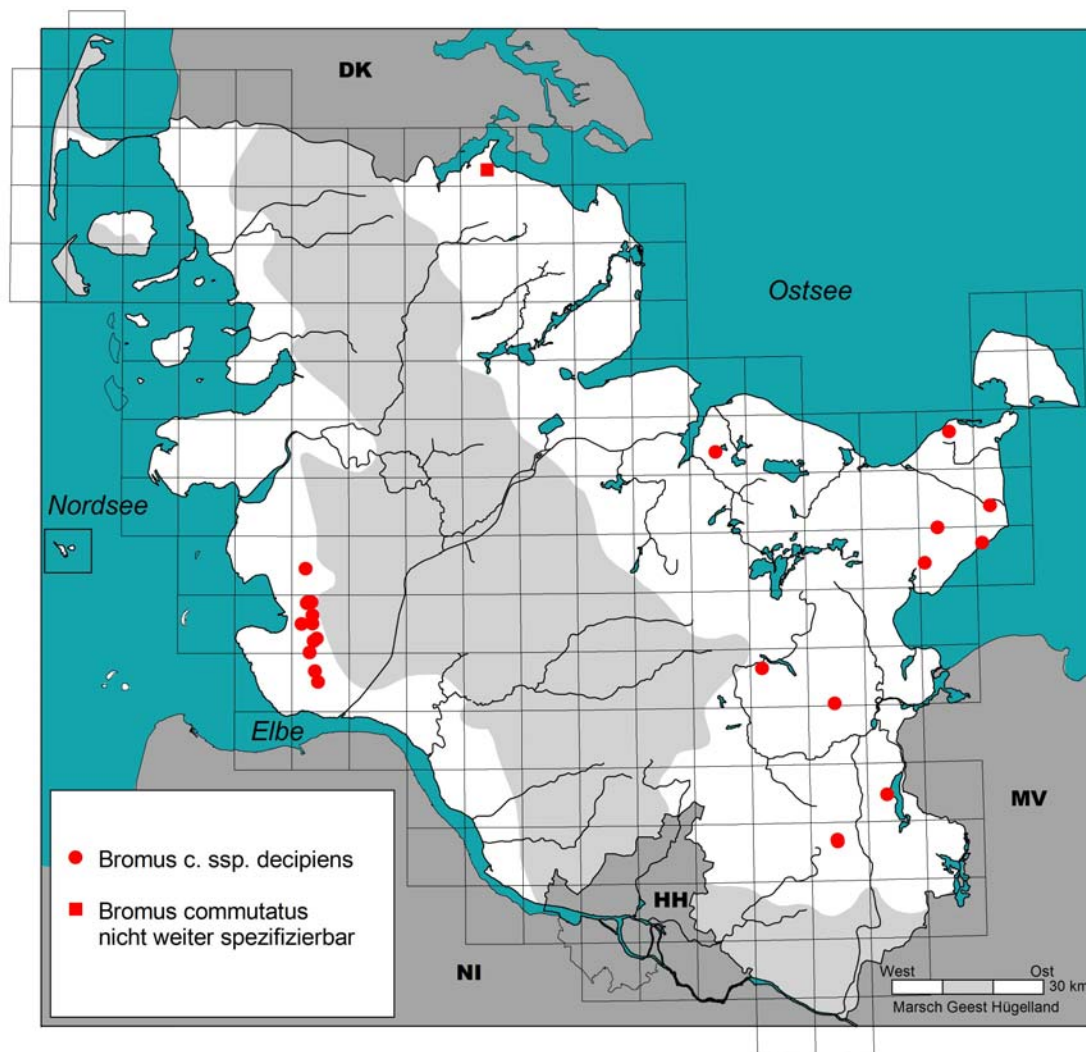 DK
Ostsee
Nordsee
Elbe
MV
HH
NI
Bromus c. ssp. decipiens
Bromus commutatus
nicht weiter spezifizierbar
West Ost
30 km
Marsch Geest Hügelland